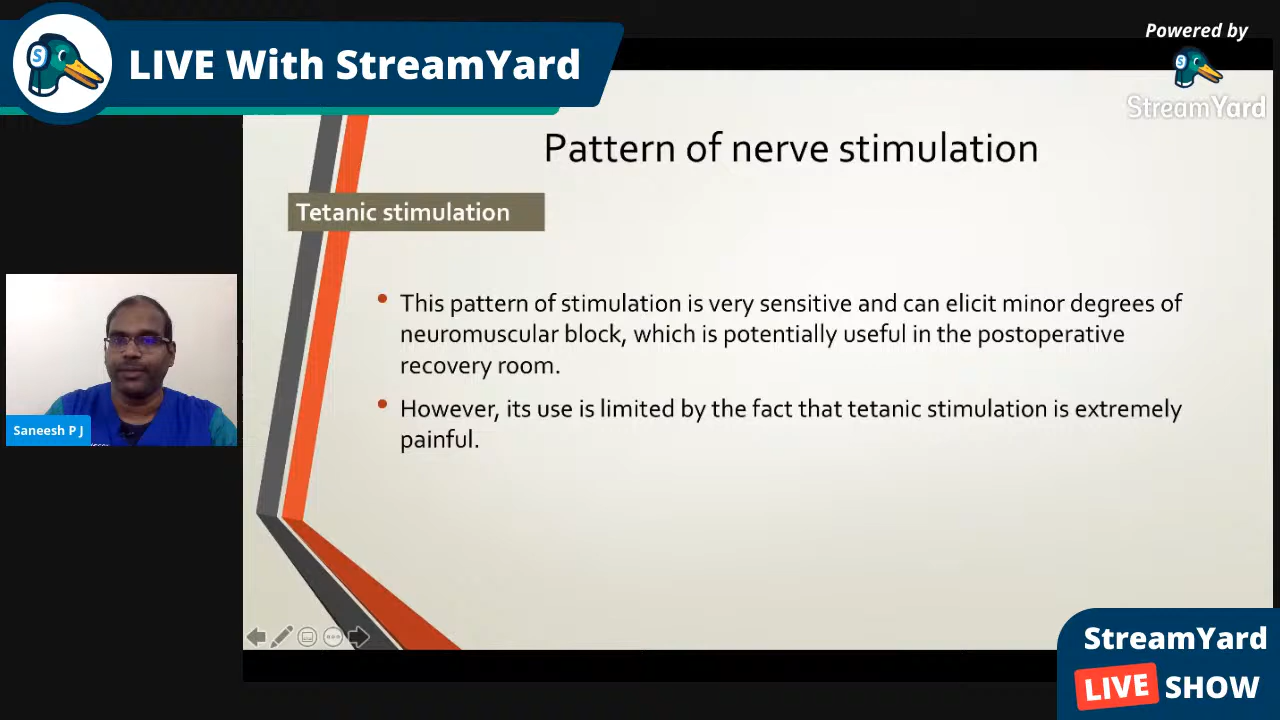 LIVE With StreamYard
Powered by
StreamYard
Pattern of nerve stimulation
Tetanic stimulation
• This pattern of stimulation is very sensitive and can elicit minor degrees of
neuromuscular block, which is potentially useful in the postoperative
recovery room.
• However, its use is limited by the fact that tetanic stimulation is extremely
painful.
Saneesh P J
StreamYard
LIVE SHOW